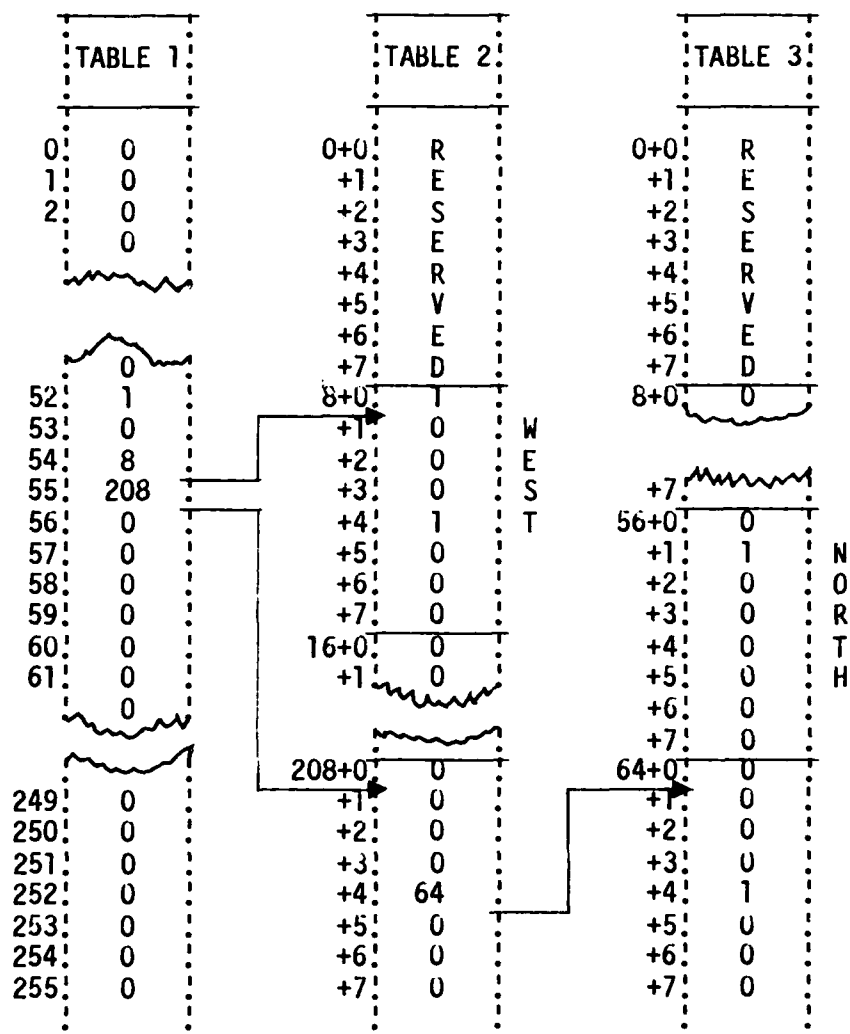 TABLE 1 TABLE 2 TABLE 3
0 0 0+0 R 0+0 R
1 0 +1 E +1 E
2 0 +2 S +2 S
0 +3 E +3 E
+4 R +4 R
+5 V +5 V
+6 E +6 E
0 +7 D +7 D
52 1 8+0 1 8+0 0
53 0 +1 0 W
54 8 +2 0 E
55 208 +3 0 S +7
56 0 +4 1 T 56+0 0
57 0 +5 0 +1 1 N
58 0 +6 0 +2 0 O
59 0 +7 0 +3 0 R
60 0 16+0 0 +4 0 T
61 0 +1 0 +5 0 H
0 +6 0
+7 0
208+0 0 64+0 0
249 0 +1 0 +1 0
250 0 +2 0 +2 0
251 0 +3 0 +3 0
252 0 +4 64 +4 1
253 0 +5 0 +5 0
254 0 +6 0 +6 0
255 0 +7 0 +7 0